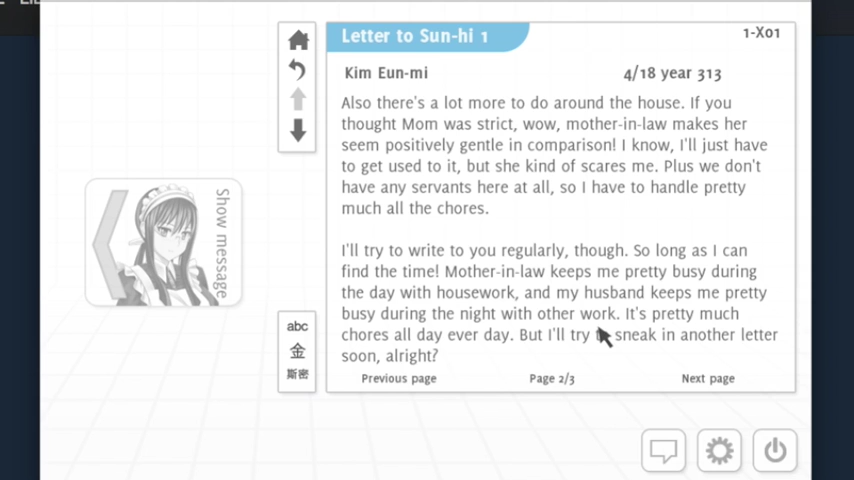 Letter to Sun-hi 1
1-X01
Kim Eun-mi
4/18 year 313
Also there's a lot more to do around the house. If you
thought Mom was strict, wow, mother-in-law makes her
seem positively gentle in comparison! I know, I'll just have
to get used to it, but she kind of scares me. Plus we don't
have any servants here at all, so I have to handle pretty
much all the chores.
I'll try to write to you regularly, though. So long as I can
find the time! Mother-in-law keeps me pretty busy during
the day with housework, and my husband keeps me pretty
busy during the night with other work. It's pretty much
chores all day ever day. But I'll try to sneak in another letter
soon, alright?
Previous page
Page 2/3
Next page
Show message
abc
金
斯密